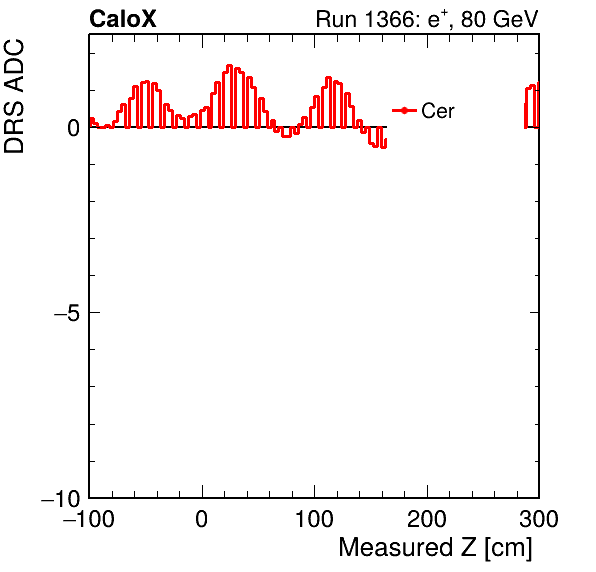 CaloX Run 1366: e⁺, 80 GeV
DRS ADC
Cer
0
−5
−10
−100 0 100 200 300
Measured Z [cm]